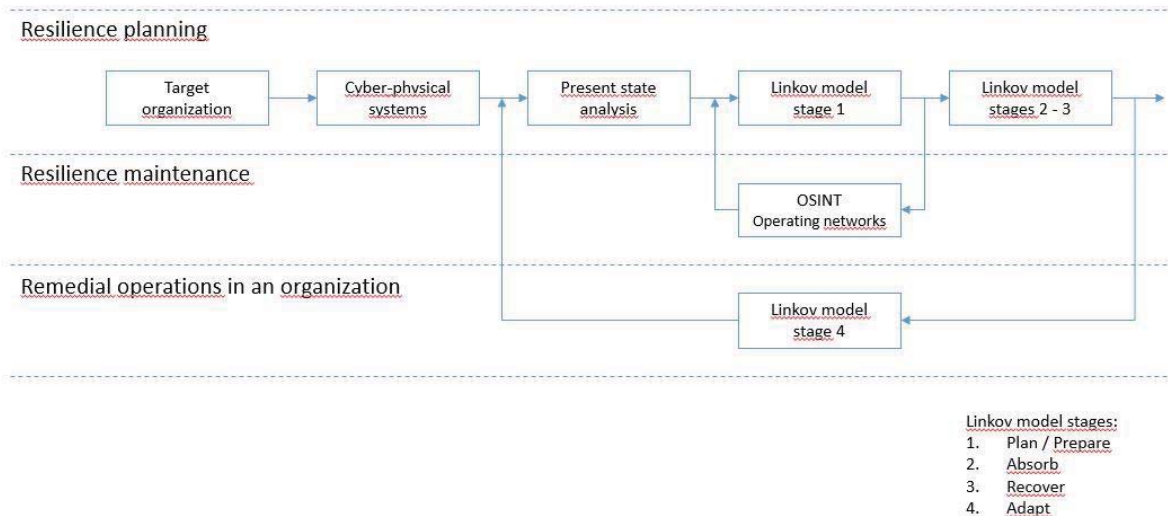 Resilience planning
Target
organization
Cyber-physical
systems
Present state
analysis
Linkov model
stage 1
Linkov model
stages 2 - 3
Resilience maintenance
OSINT
Operating networks
Remedial operations in an organization
Linkov model
stage 4
Linkov model stages:
1. Plan / Prepare
2. Absorb
3. Recover
4. Adapt